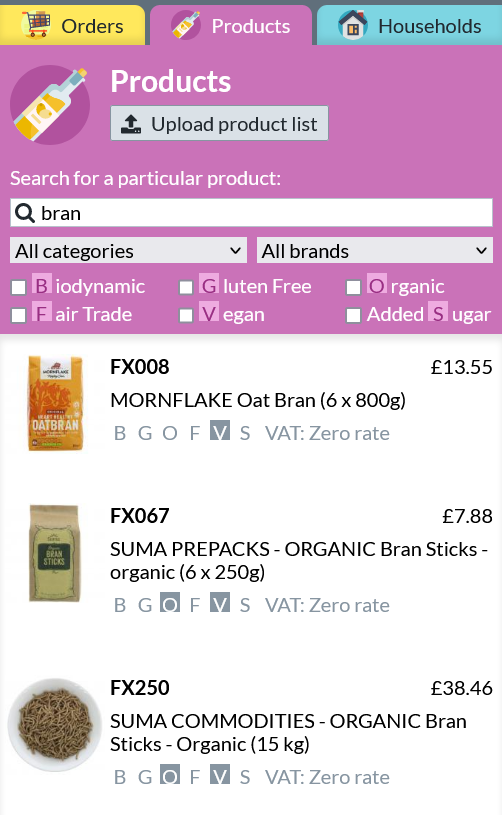 Orders
Products
Households
Products
Upload product list
Search for a particular product:
bran
All categories
All brands
Biodynamic
Gluten Free
Organic
Fair Trade
Vegan
Added Sugar
FX008
£13.55
MORNFLAKE Oat Bran (6 x 800g)
B G O F V S VAT: Zero rate
MORNFLAKE
OATBRAN
FX067
£7.88
SUMA PREPACKS - ORGANIC Bran Sticks -
organic (6 x 250g)
B G O F V S VAT: Zero rate
BRAN
STICKS
FX250
£38.46
SUMA COMMODITIES - ORGANIC Bran
Sticks - Organic (15 kg)
B G O F V S VAT: Zero rate